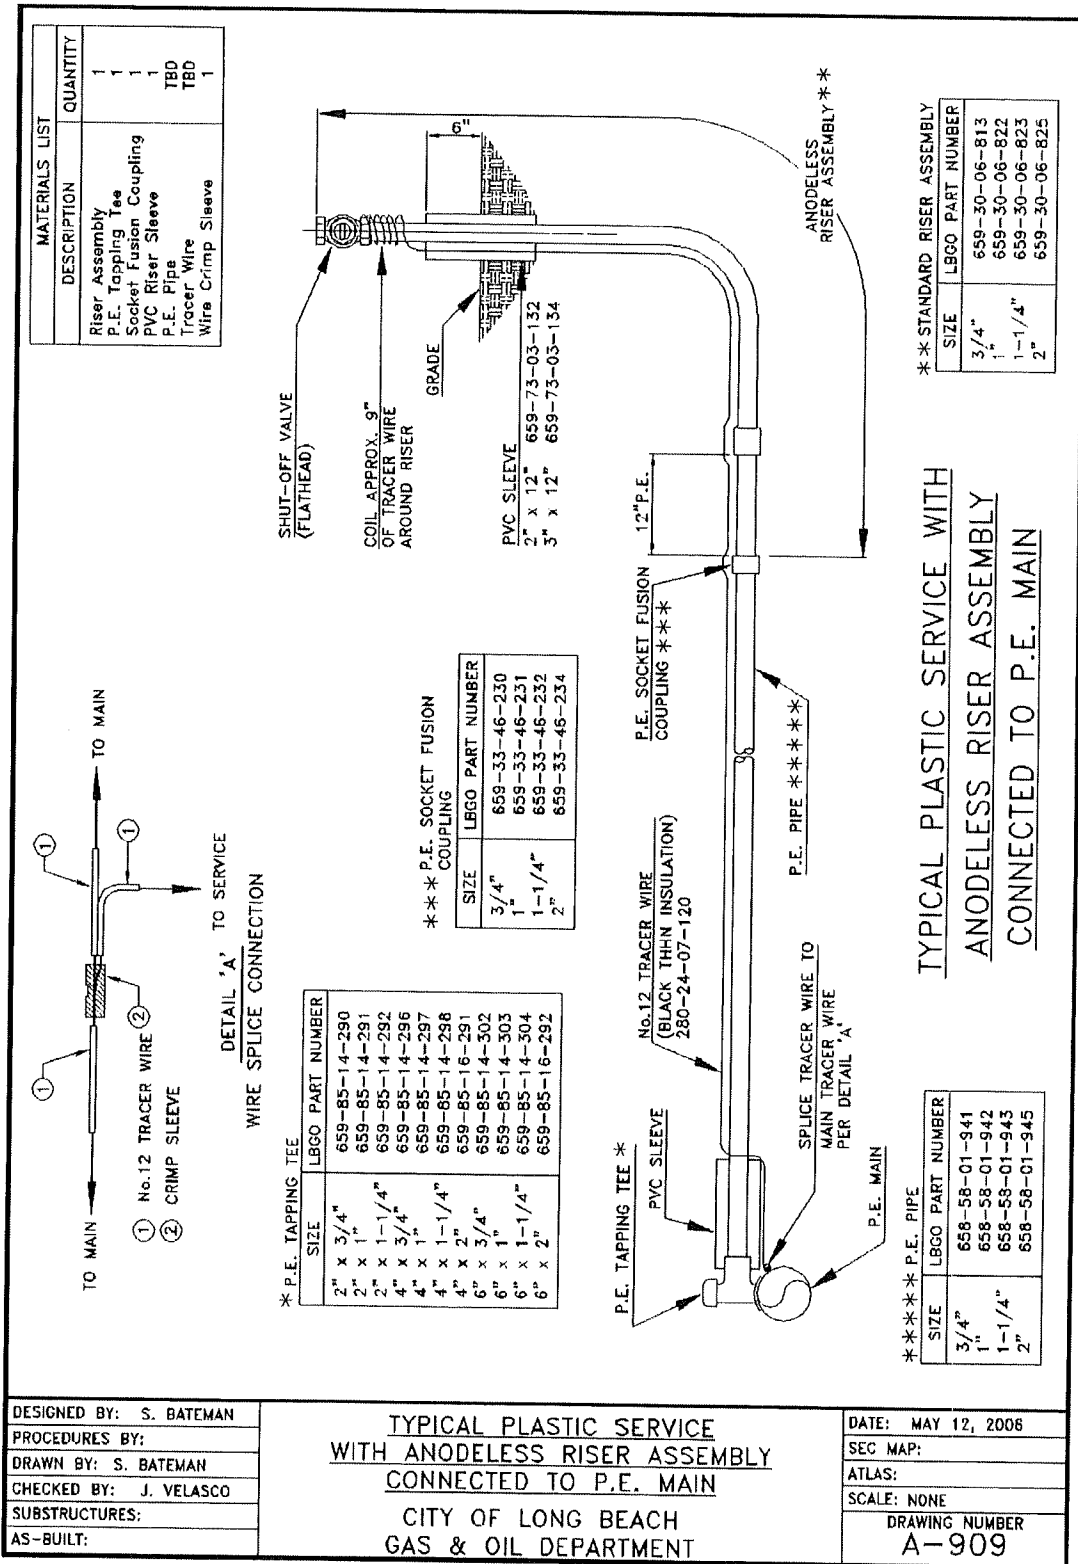 MATERIALS LIST
DESCRIPTION QUANTITY
Riser Assembly 1
P.E. Tapping Tee 1
Socket Fusion Coupling 1
PVC Riser Sleeve 1
P.E. Pipe TBD
Tracer Wire TBD
Wire Crimp Sleeve 1
TO MAIN
TO MAIN
1
1
1
2
TO SERVICE
1 No.12 TRACER WIRE
2 CRIMP SLEEVE
DETAIL 'A'
WIRE SPLICE CONNECTION
SHUT-OFF VALVE
(FLATHEAD)
COIL APPROX. 9"
OF TRACER WIRE
AROUND RISER
GRADE
6"
PVC SLEEVE
2" x 12" 659-73-03-132
3" x 12" 659-73-03-134
* P.E. TAPPING TEE
SIZE LBGO PART NUMBER
2" x 3/4" 659-85-14-290
2" x 1" 659-85-14-291
2" x 1-1/4" 659-85-14-292
4" x 3/4" 659-85-14-296
4" x 1" 659-85-14-297
4" x 1-1/4" 659-85-14-298
4" x 2" 659-85-16-291
6" x 3/4" 659-85-14-302
6" x 1" 659-85-14-303
6" x 1-1/4" 659-85-14-304
6" x 2" 659-85-16-292
*** P.E. SOCKET FUSION
COUPLING
SIZE LBGO PART NUMBER
3/4" 659-33-46-230
1" 659-33-46-231
1-1/4" 659-33-46-232
2" 659-33-46-234
P.E. TAPPING TEE *
PVC SLEEVE
No.12 TRACER WIRE
(BLACK THHN INSULATION)
280-24-07-120
P.E. SOCKET FUSION
COUPLING ***
12"P.E.
ANODELESS
RISER ASSEMBLY **
SPLICE TRACER WIRE TO
MAIN TRACER WIRE
PER DETAIL 'A'
P.E. MAIN
P.E. PIPE *****
***** P.E. PIPE
SIZE LBGO PART NUMBER
3/4" 658-58-01-941
1" 658-58-01-942
1-1/4" 658-58-01-943
2" 658-58-01-945
** STANDARD RISER ASSEMBLY
SIZE LBGO PART NUMBER
3/4" 659-30-06-813
1" 659-30-06-822
1-1/4" 659-30-06-823
2" 659-30-06-825
TYPICAL PLASTIC SERVICE WITH
ANODELESS RISER ASSEMBLY
CONNECTED TO P.E. MAIN
DESIGNED BY: S. BATEMAN
PROCEDURES BY:
DRAWN BY: S. BATEMAN
CHECKED BY: J. VELASCO
SUBSTRUCTURES:
AS-BUILT:
TYPICAL PLASTIC SERVICE
WITH ANODELESS RISER ASSEMBLY
CONNECTED TO P.E. MAIN
CITY OF LONG BEACH
GAS & OIL DEPARTMENT
DATE: MAY 12, 2006
SEC MAP:
ATLAS:
SCALE: NONE
DRAWING NUMBER
A-909